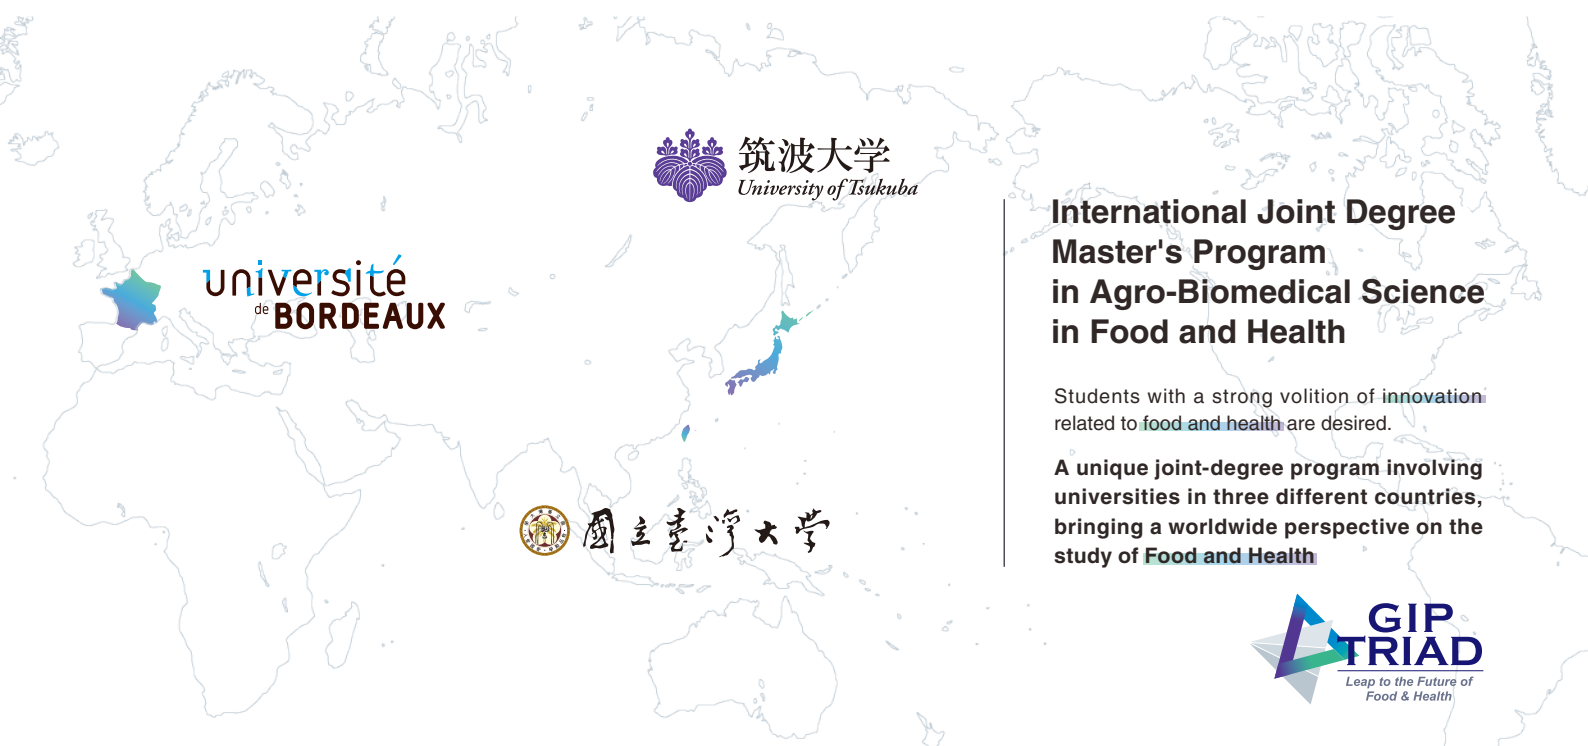 筑波大学
University of Tsukuba
université
de BORDEAUX
國立臺灣大學
International Joint Degree
Master's Program
in Agro-Biomedical Science
in Food and Health
Students with a strong volition of innovation
related to food and health are desired.
A unique joint-degree program involving
universities in three different countries,
bringing a worldwide perspective on the
study of Food and Health
GIP
TRIAD
Leap to the Future of
Food & Health